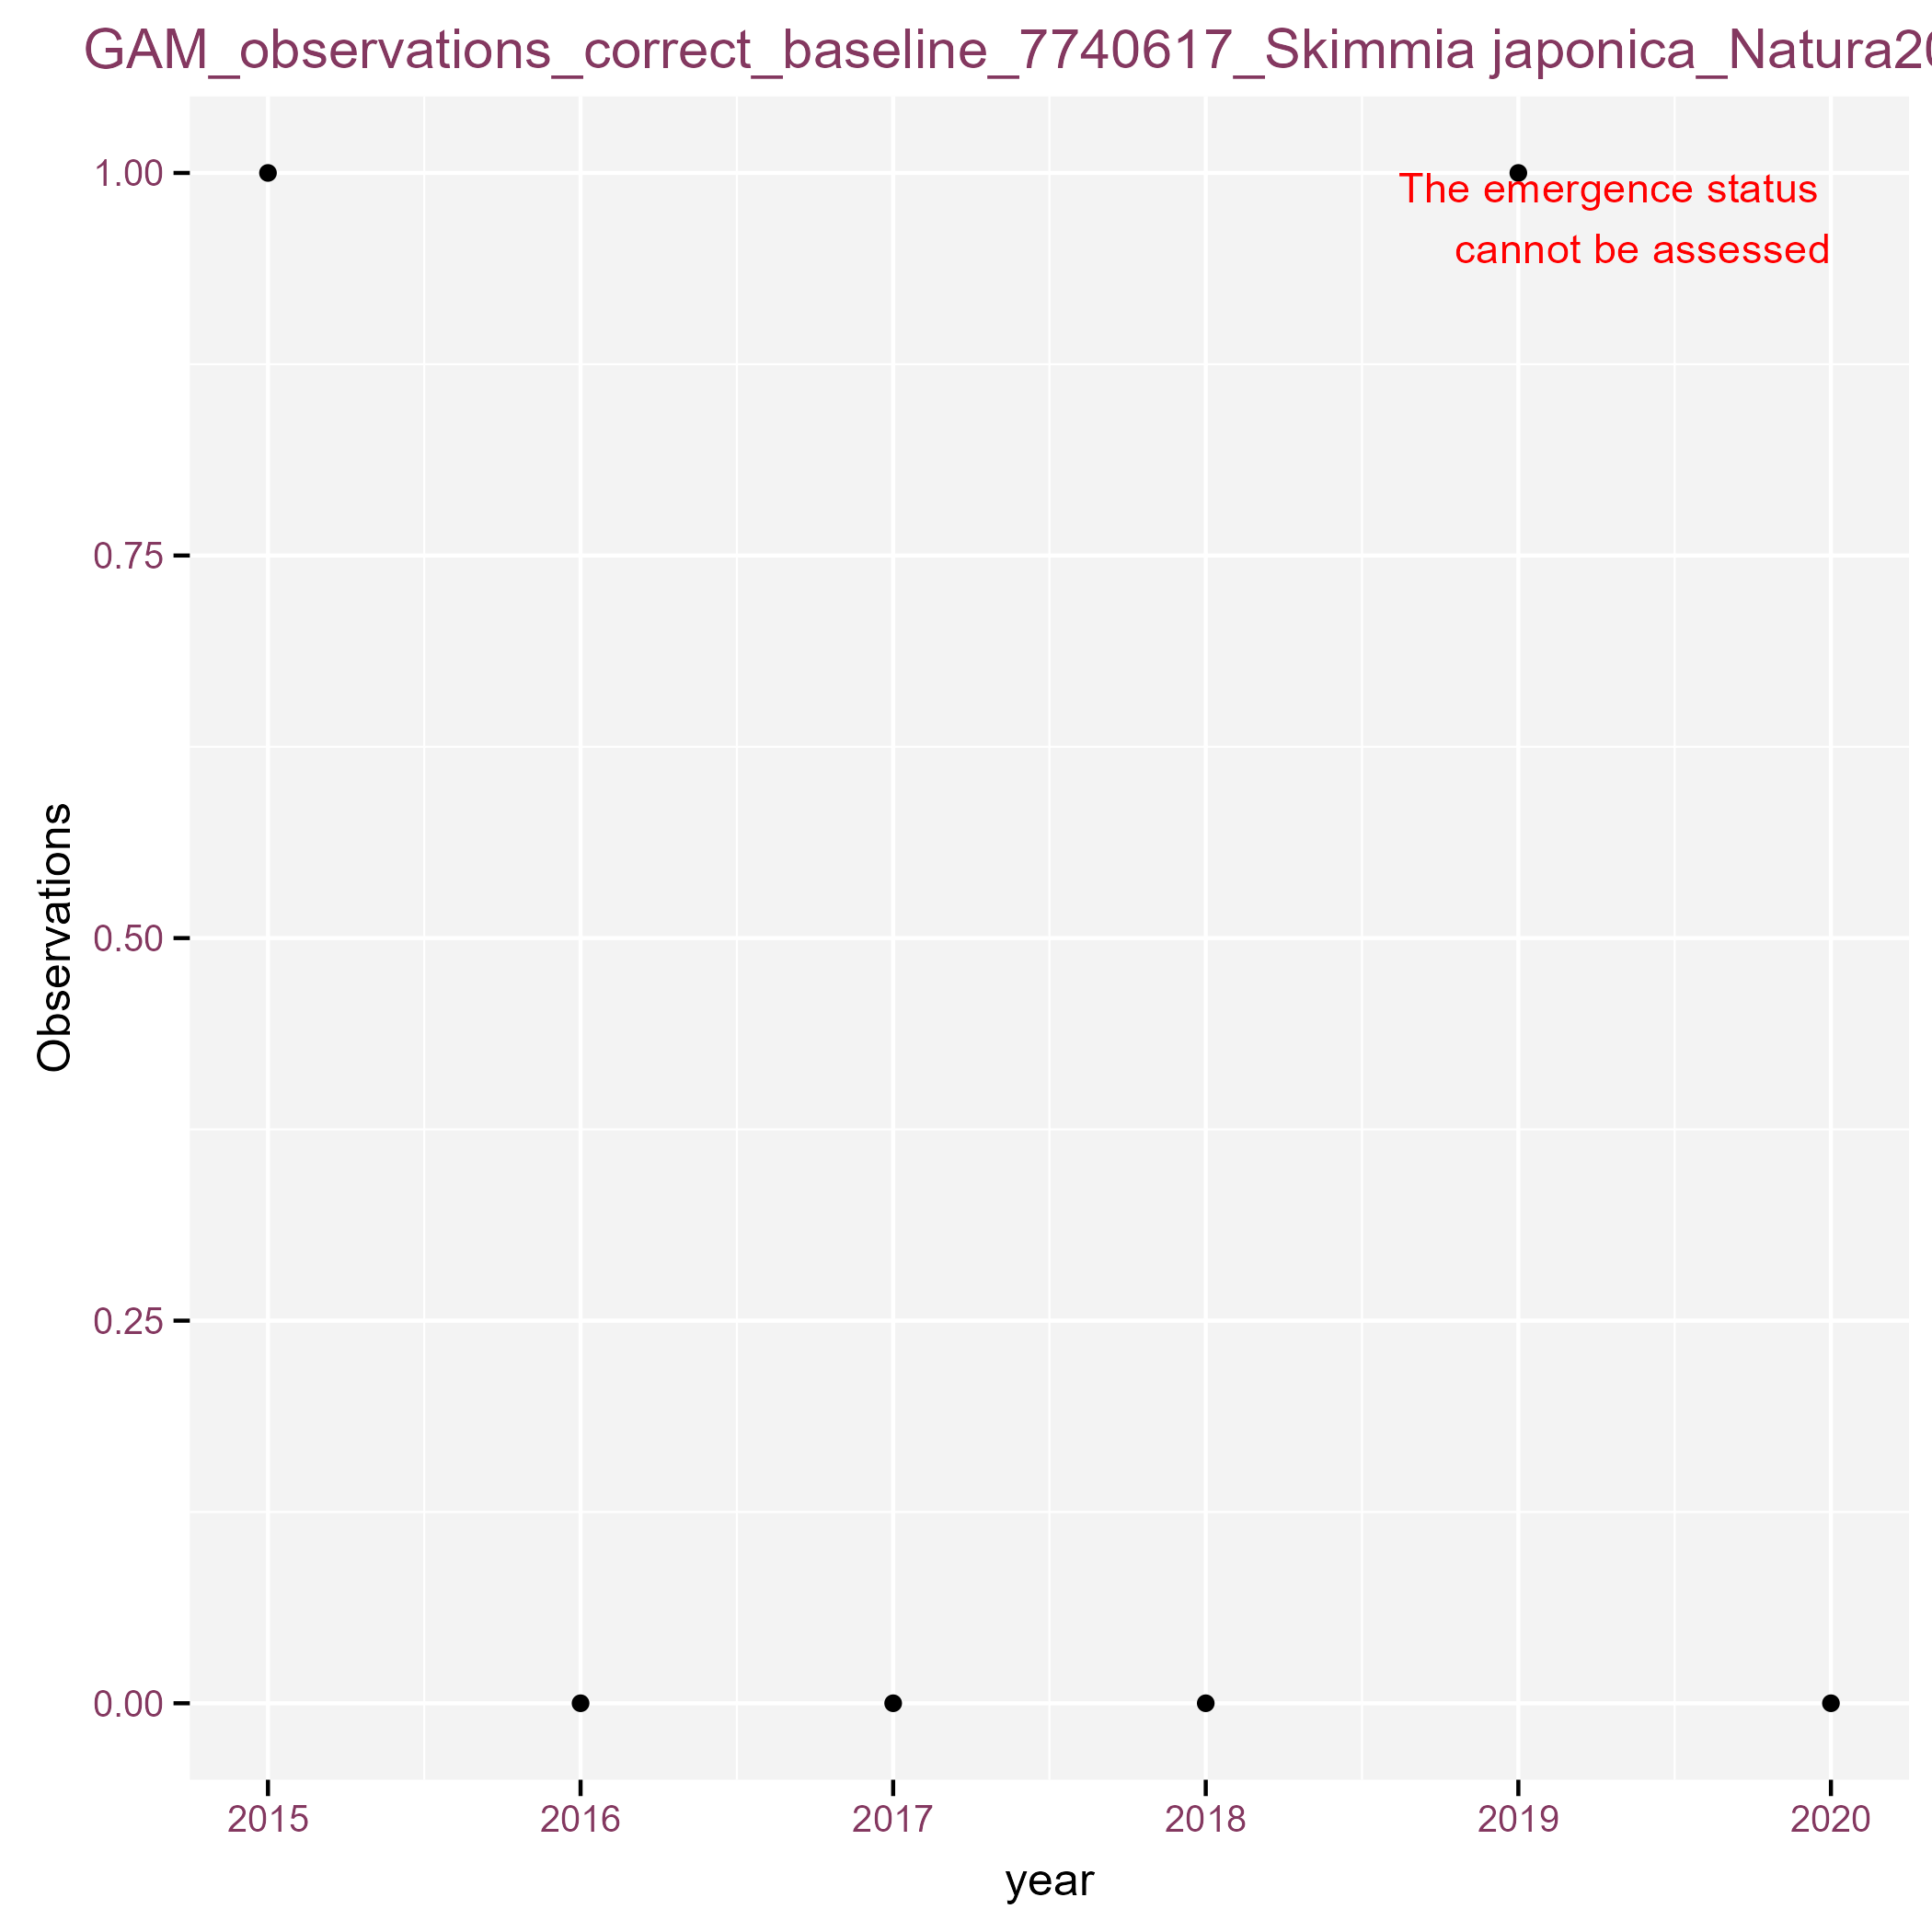 GAM_observations_correct_baseline_7740617_Skimmia japonica_Natura20
1.00
The emergence status
cannot be assessed
0.75
Observations
0.50
0.25
0.00
2015 2016 2017 2018 2019 2020
year